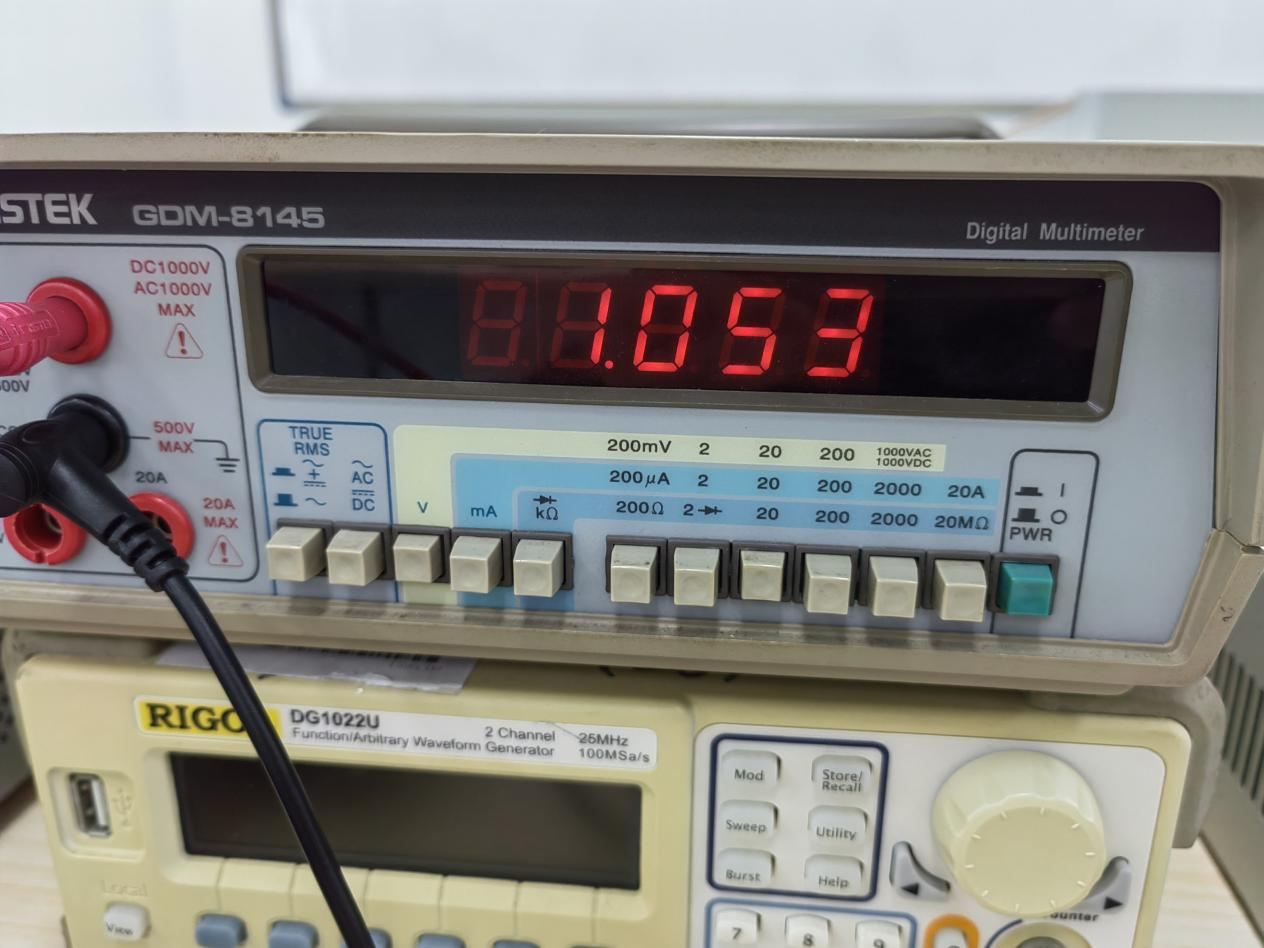 STEK GDM-8145
Digital Multimeter
DC1000V
AC1000V
MAX
1.053
500V
MAX
20A
20A
MAX
TRUE
RMS
AC
DC
V
mA
kΩ
200mV 2 20 200 1000VAC
1000VDC
200μA 2 20 200 2000 20A
200Ω 2 20 200 2000 20MΩ
I
O
PWR
RIGO
DG1022U
2 Channel 25MHz
Function/Arbitrary Waveform Generator 100MSa/s
Mod
Store/
Recall
Sweep
Utility
Burst
Help
Local
View
7 8 9